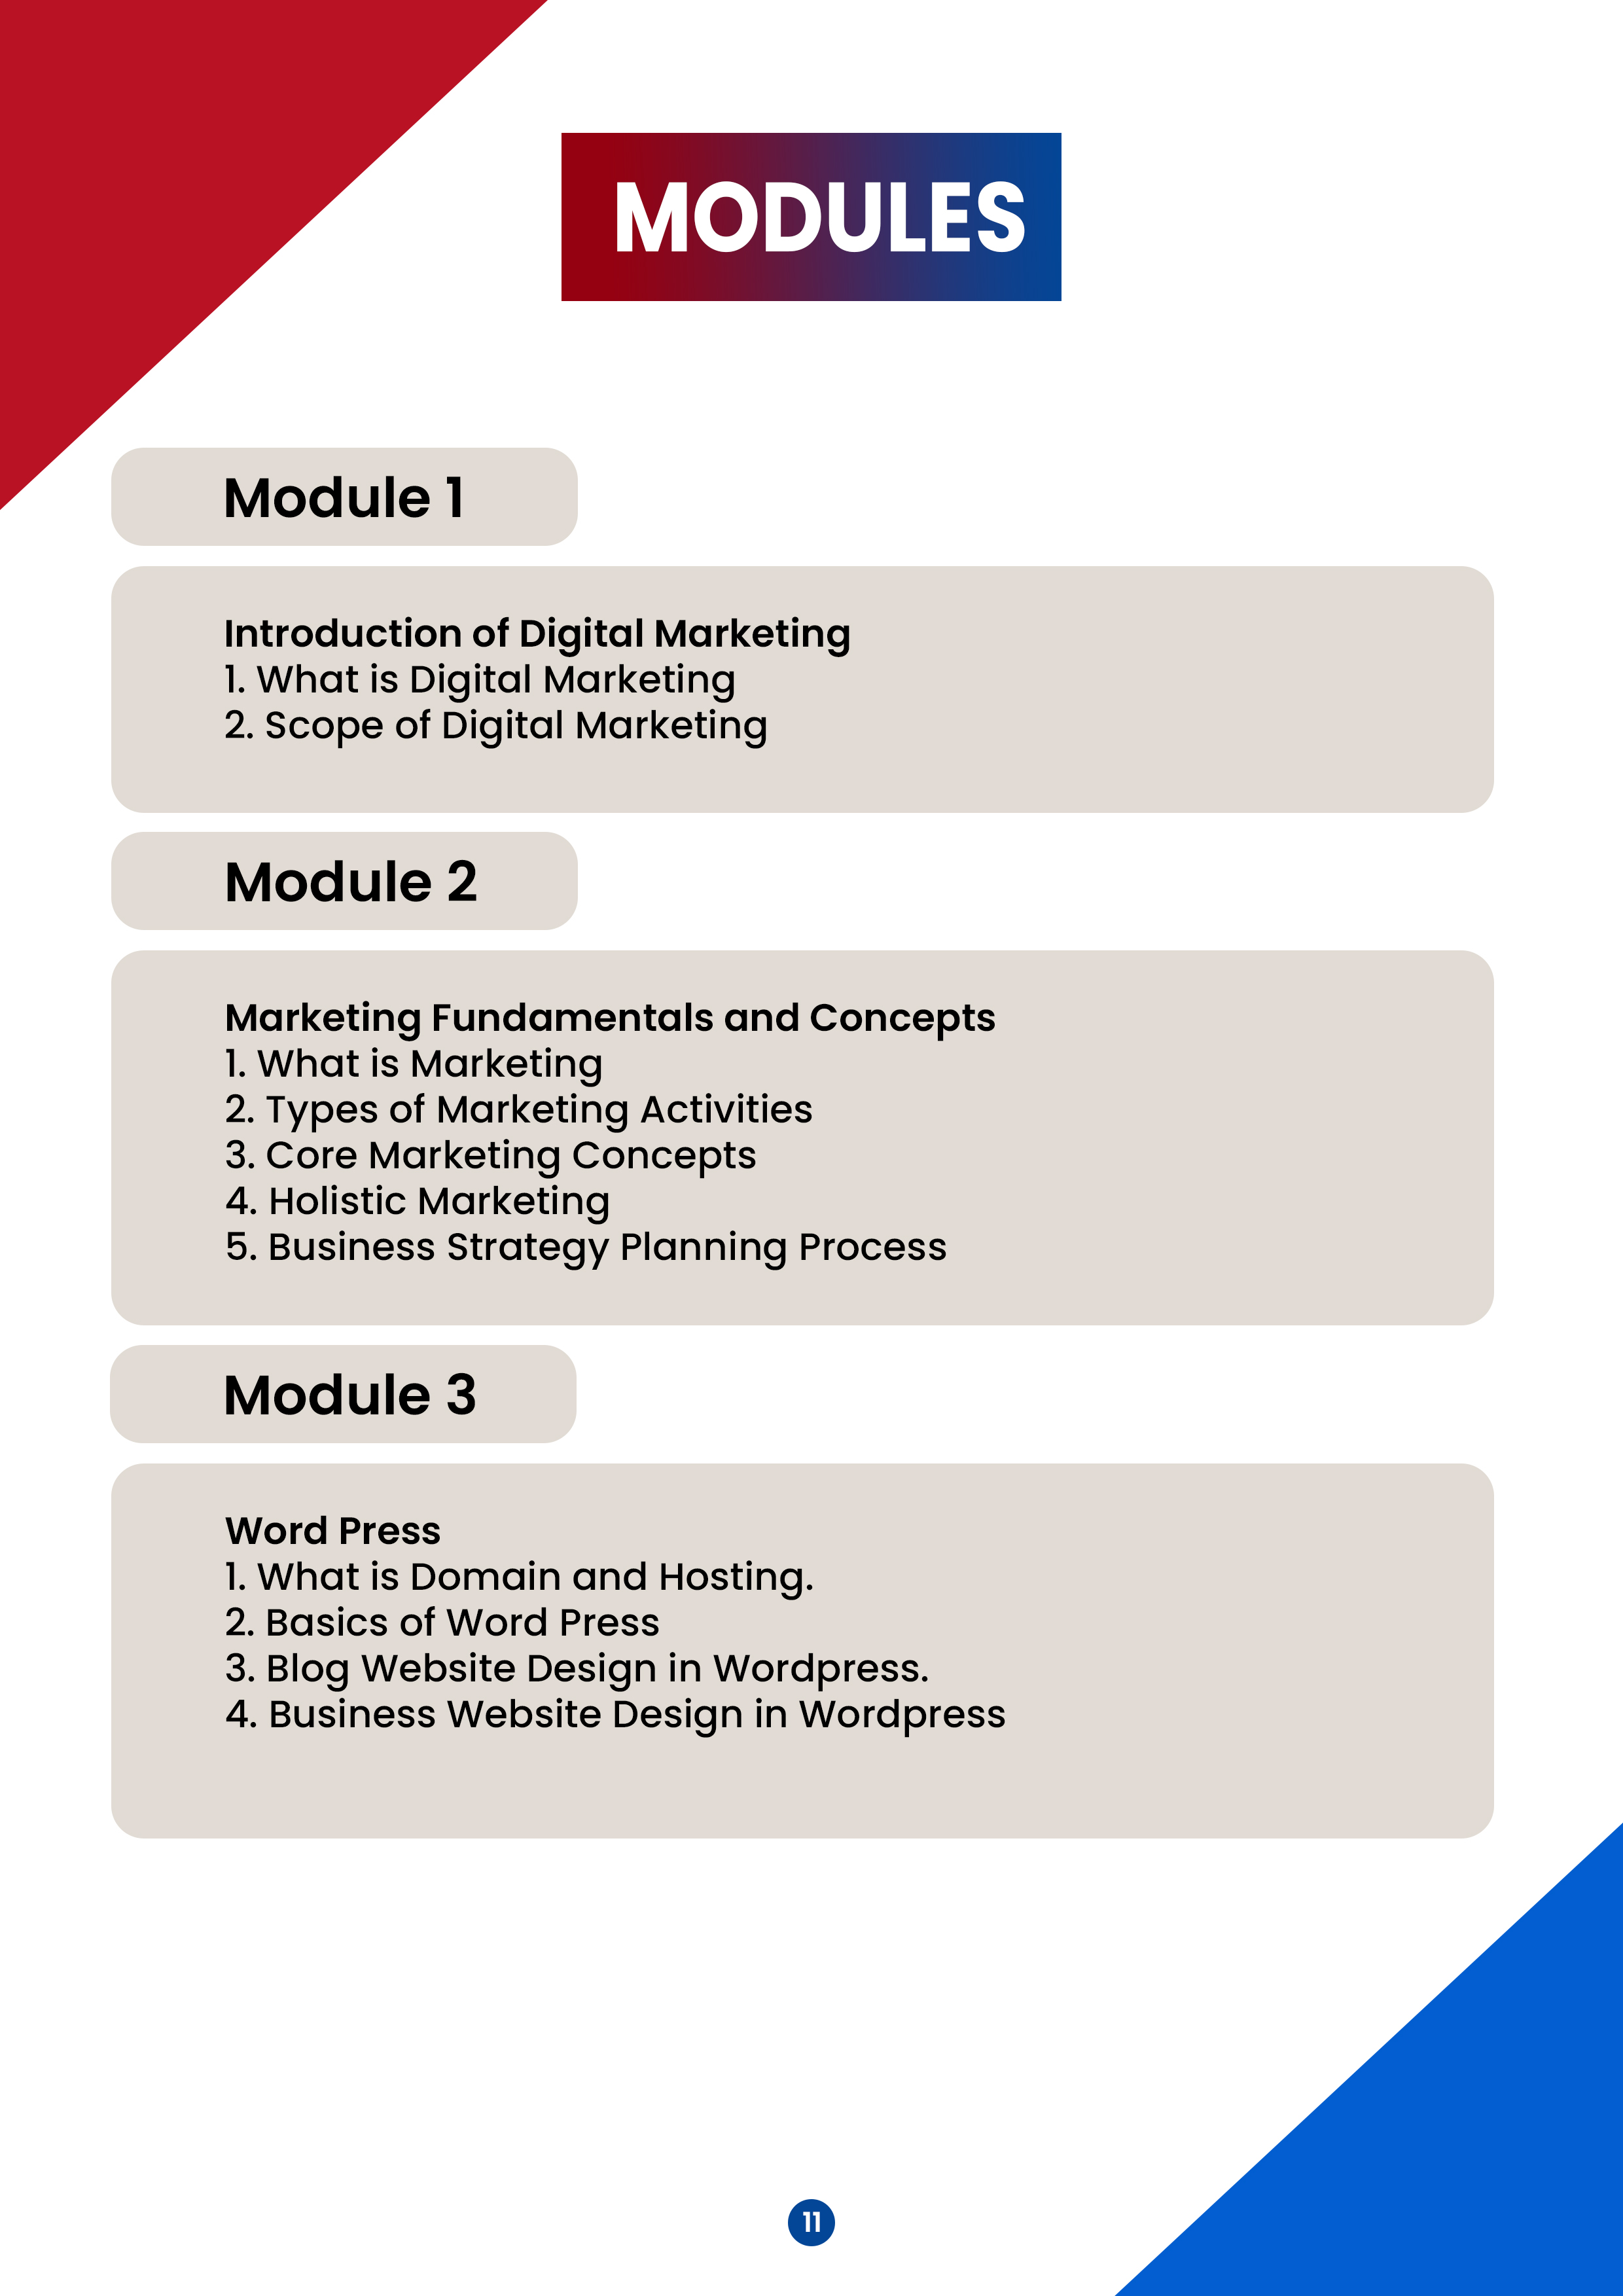 MODULES
Module 1
Introduction of Digital Marketing
1. What is Digital Marketing
2. Scope of Digital Marketing
Module 2
Marketing Fundamentals and Concepts
1. What is Marketing
2. Types of Marketing Activities
3. Core Marketing Concepts
4. Holistic Marketing
5. Business Strategy Planning Process
Module 3
Word Press
1. What is Domain and Hosting.
2. Basics of Word Press
3. Blog Website Design in Wordpress.
4. Business Website Design in Wordpress
11